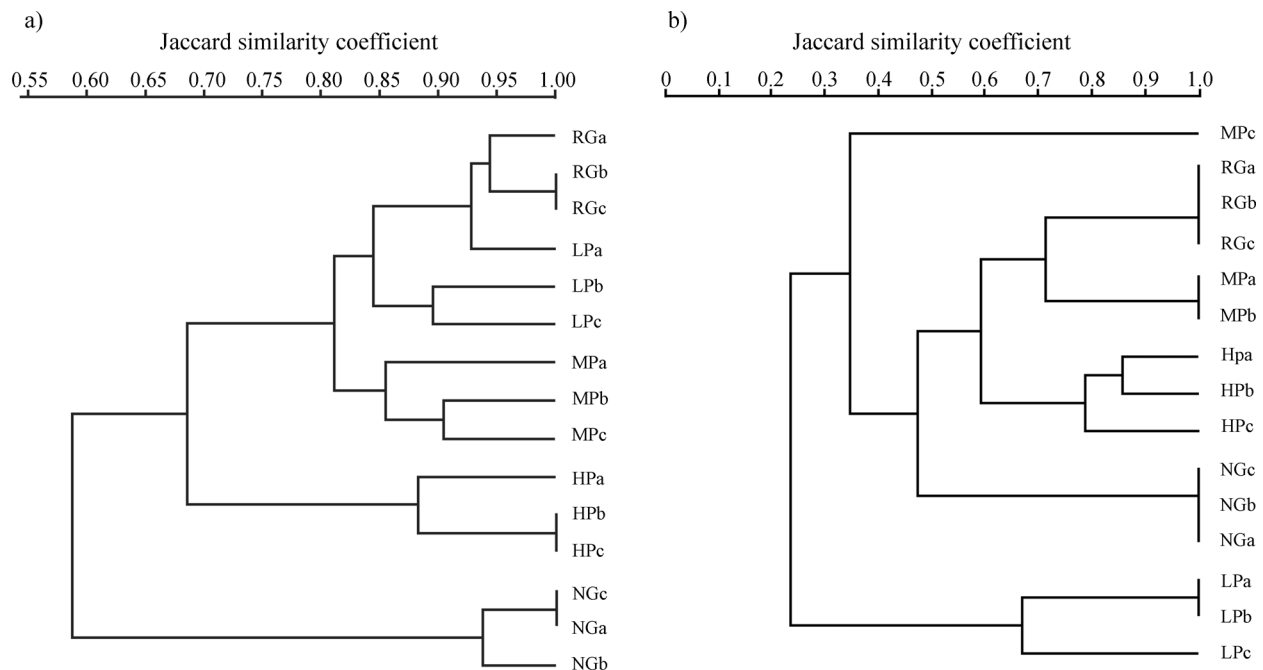 a)
Jaccard similarity coefficient
0.55 0.60 0.65 0.70 0.75 0.80 0.85 0.90 0.95 1.00
RGa
RGb
RGc
LPa
LPb
LPc
MPa
MPb
MPc
HPa
HPb
HPc
NGc
NGa
NGb
b)
Jaccard similarity coefficient
0 0.1 0.2 0.3 0.4 0.5 0.6 0.7 0.8 0.9 1.0
MPc
RGa
RGb
RGc
MPa
MPb
Hpa
HPb
HPc
NGc
NGb
NGa
LPa
LPb
LPc